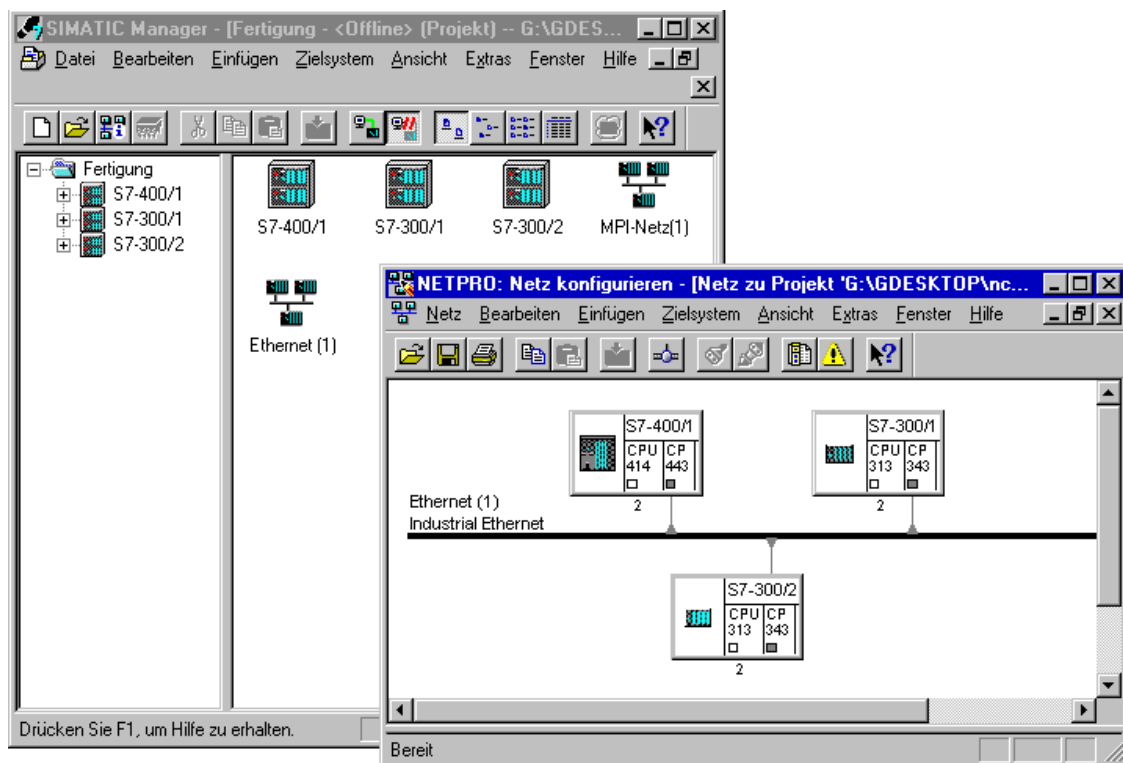 SIMATIC Manager - [Fertigung - <Offline> (Projekt) -- G:\GDES...
Datei Bearbeiten Einfügen Zielsystem Ansicht Extras Fenster Hilfe
Fertigung
S7-400/1
S7-300/1
S7-300/2
S7-400/1 S7-300/1 S7-300/2 MPI-Netz(1)
Ethernet (1)
Drücken Sie F1, um Hilfe zu erhalten.
NETPRO: Netz konfigurieren - [Netz zu Projekt 'G:\GDESKTOP\nc...
Netz Bearbeiten Einfügen Zielsystem Ansicht Extras Fenster Hilfe
S7-400/1
CPU CP
414 443
2
S7-300/1
CPU CP
313 343
2
Ethernet (1)
Industrial Ethernet
S7-300/2
CPU CP
313 343
2
Bereit